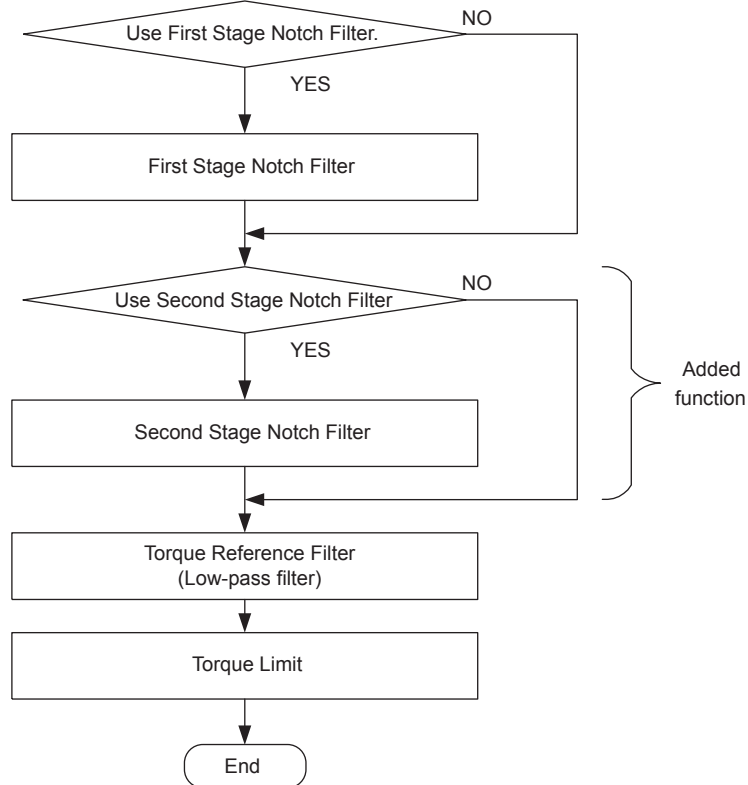 Use First Stage Notch Filter.
NO
YES
First Stage Notch Filter
Use Second Stage Notch Filter
NO
YES
Added
function
Second Stage Notch Filter
Torque Reference Filter
(Low-pass filter)
Torque Limit
End